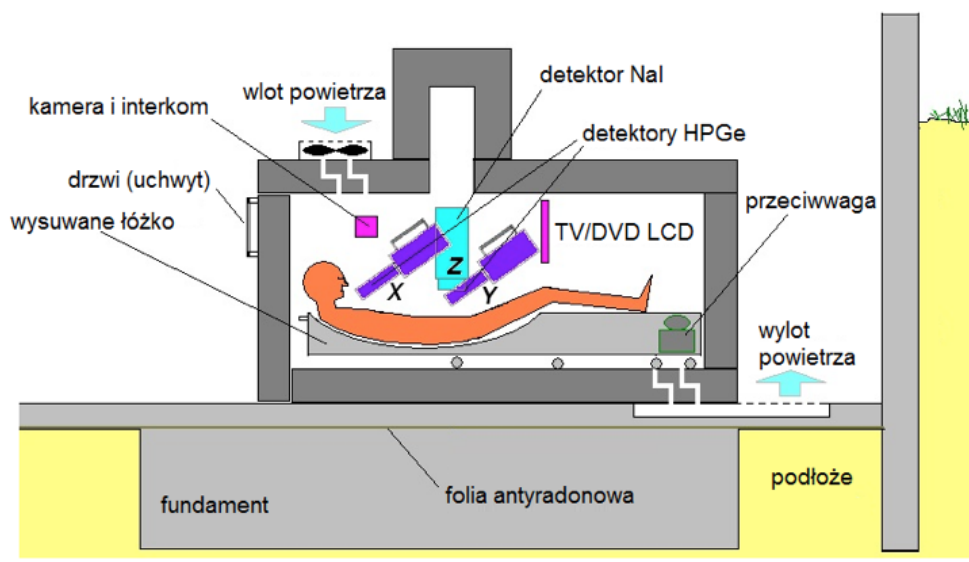 detektor NaI
wlot powietrza
kamera i interkom
detektory HPGe
drzwi (uchwyt)
przeciwwaga
wysuwane łóżko
TV/DVD LCD
Z
X
Y
wylot
powietrza
folia antyradonowa
fundament
podłoże